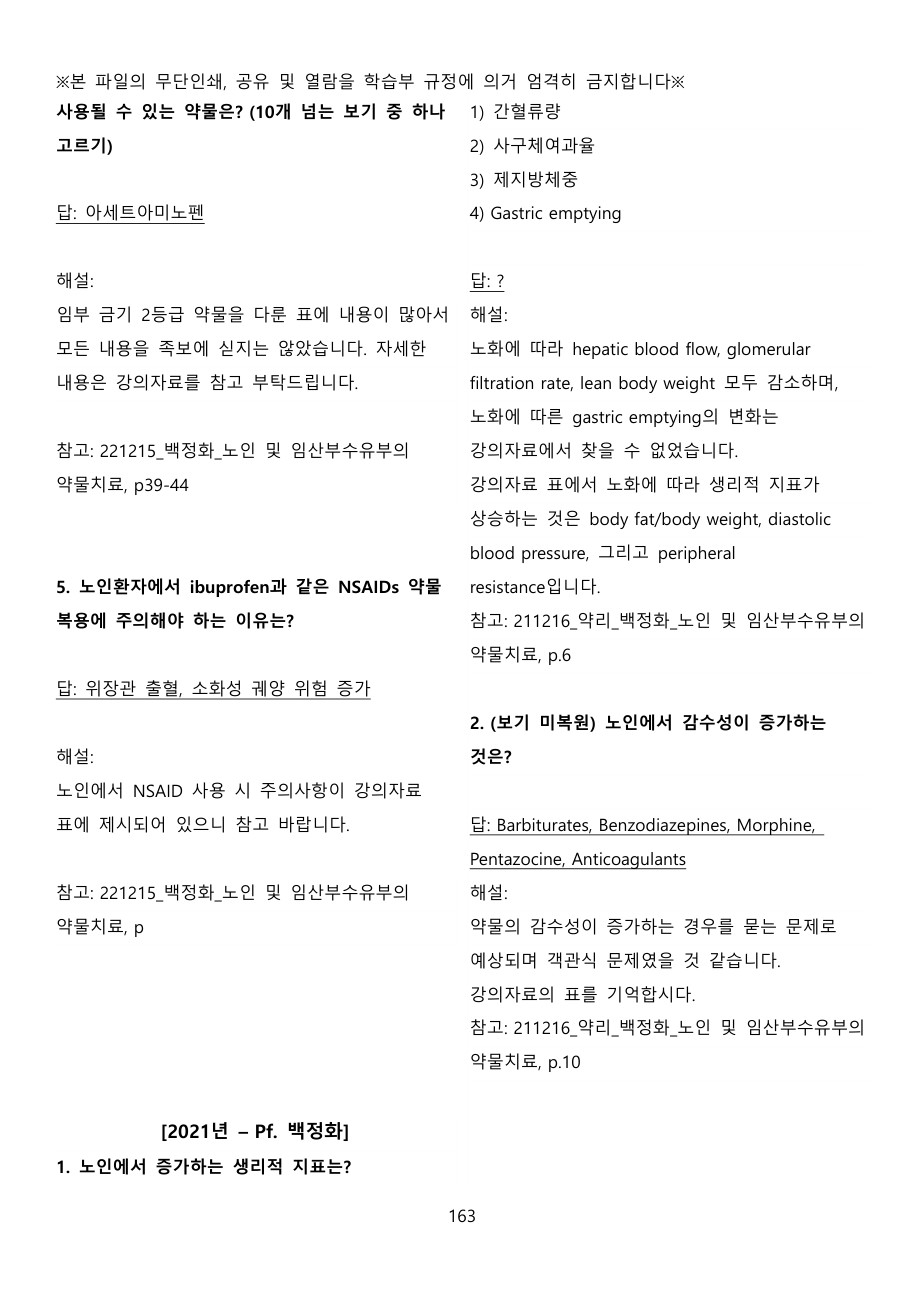 ※본 파일의 무단인쇄, 공유 및 열람을 학습부 규정에 의거 엄격히 금지합니다※
사용될 수 있는 약물은? (10개 넘는 보기 중 하나
고르기)
답: 아세트아미노펜
해설:
임부 금기 2등급 약물을 다룬 표에 내용이 많아서
모든 내용을 족보에 싣지는 않았습니다. 자세한
내용은 강의자료를 참고 부탁드립니다.
참고: 221215_백정화_노인 및 임산부수유부의
약물치료, p39-44
5. 노인환자에서 ibuprofen과 같은 NSAIDs 약물
복용에 주의해야 하는 이유는?
답: 위장관 출혈, 소화성 궤양 위험 증가
해설:
노인에서 NSAID 사용 시 주의사항이 강의자료
표에 제시되어 있으니 참고 바랍니다.
참고: 221215_백정화_노인 및 임산부수유부의
약물치료, p
[2021년 – Pf. 백정화]
1. 노인에서 증가하는 생리적 지표는?
1) 간혈류량
2) 사구체여과율
3) 제지방체중
4) Gastric emptying
답: ?
해설:
노화에 따라 hepatic blood flow, glomerular
filtration rate, lean body weight 모두 감소하며,
노화에 따른 gastric emptying의 변화는
강의자료에서 찾을 수 없었습니다.
강의자료 표에서 노화에 따라 생리적 지표가
상승하는 것은 body fat/body weight, diastolic
blood pressure, 그리고 peripheral
resistance입니다.
참고: 211216_약리_백정화_노인 및 임산부수유부의
약물치료, p.6
2. (보기 미복원) 노인에서 감수성이 증가하는
것은?
답: Barbiturates, Benzodiazepines, Morphine,
Pentazocine, Anticoagulants
해설:
약물의 감수성이 증가하는 경우를 묻는 문제로
예상되며 객관식 문제였을 것 같습니다.
강의자료의 표를 기억합시다.
참고: 211216_약리_백정화_노인 및 임산부수유부의
약물치료, p.10
163